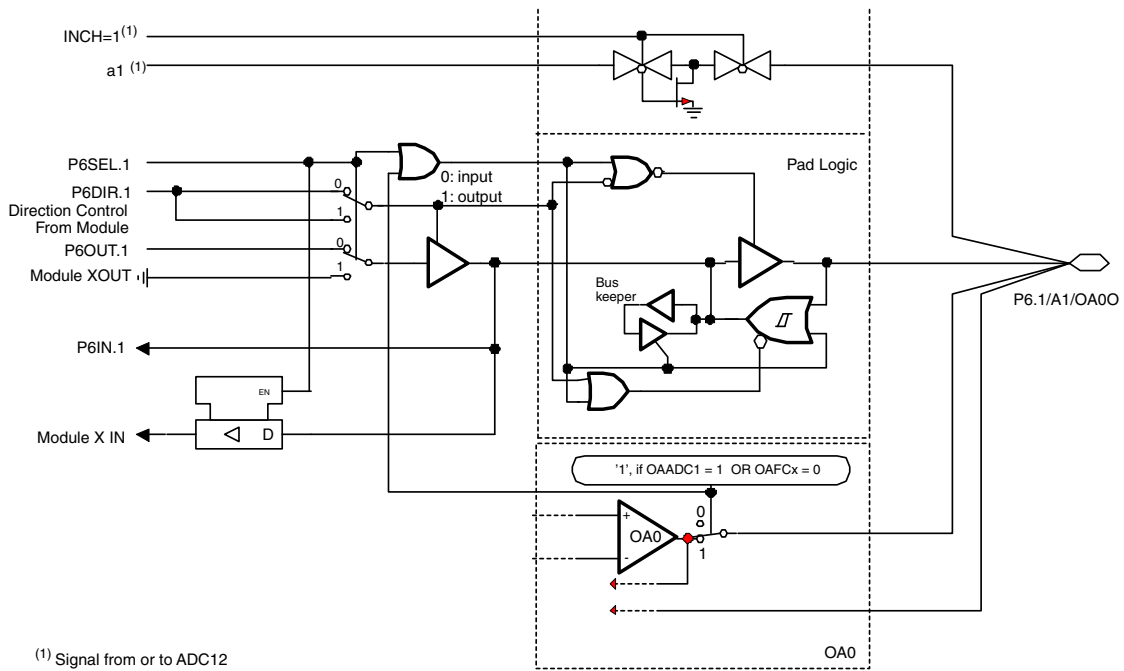 INCH=1(1)
a1 (1)
P6SEL.1
P6DIR.1
Direction Control
From Module
P6OUT.1
Module XOUT
P6IN.1
Module X IN
0
1
0
1
0: input
1: output
EN
D
Pad Logic
Bus
keeper
P6.1/A1/OA0O
'1', if OAADC1 = 1 OR OAFCx = 0
+
-
OA0
0
1
OA0
(1) Signal from or to ADC12